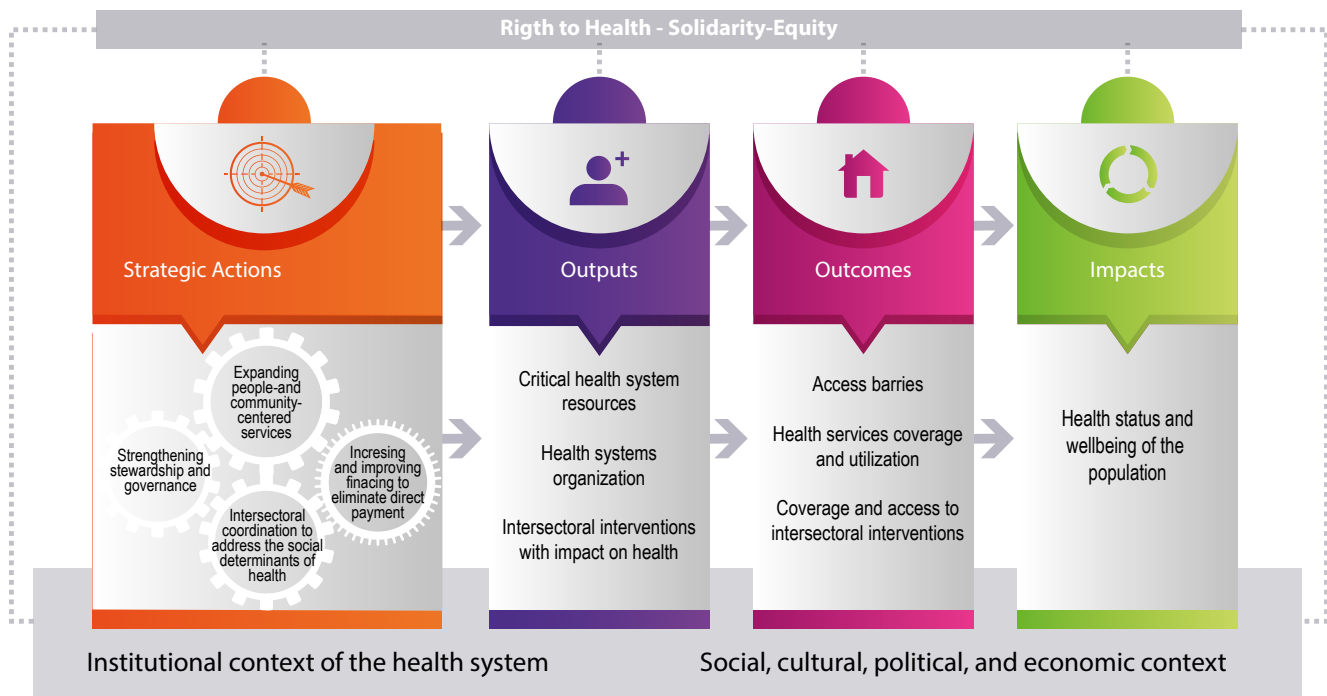 Rigth to Health - Solidarity-Equity
Strategic Actions
Expanding
people-and
community-
centered
services
Strengthening
stewardship and
governance
Incresing
and improving
finacing to
eliminate direct
payment
Intersectoral
coordination to
address the social
determinants of
health
Outputs
Critical health system
resources
Health systems
organization
Intersectoral interventions
with impact on health
Outcomes
Access barries
Health services coverage
and utilization
Coverage and access to
intersectoral interventions
Impacts
Health status and
wellbeing of the
population
Institutional context of the health system
Social, cultural, political, and economic context